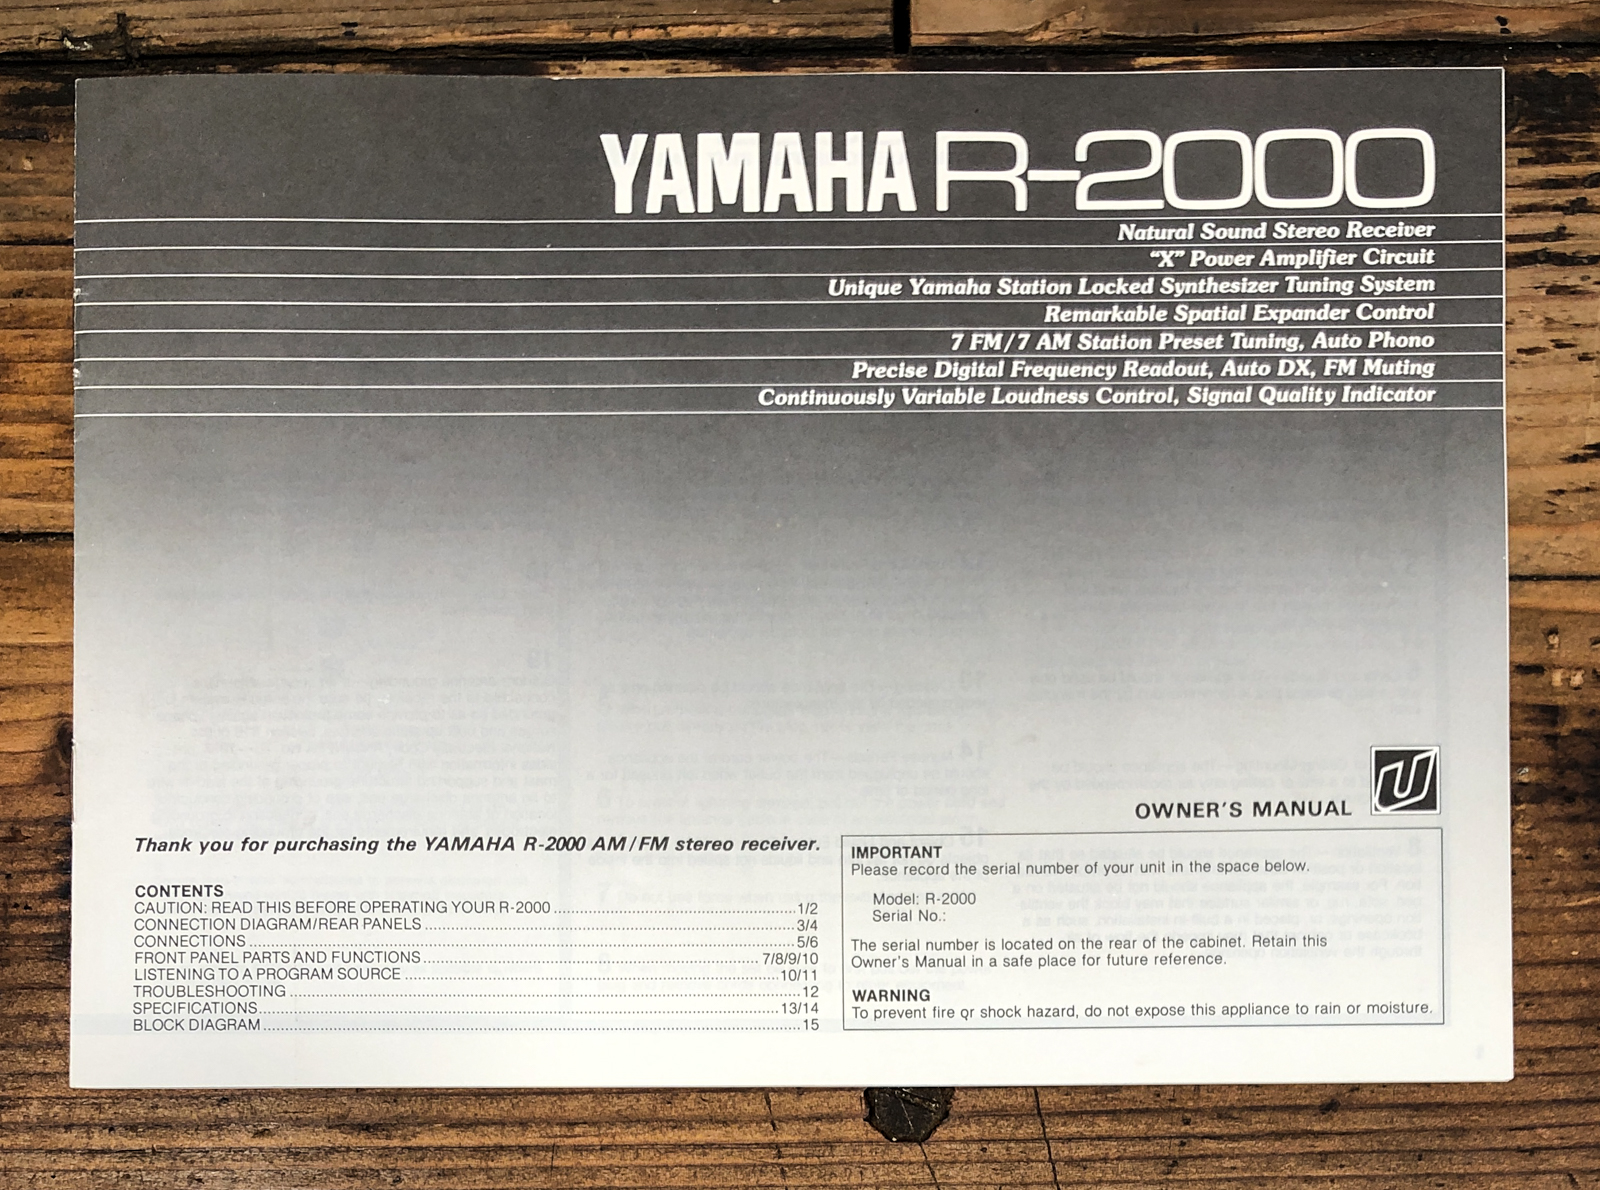 YAMAHA R-2000
Natural Sound Stereo Receiver
"X" Power Amplifier Circuit
Unique Yamaha Station Locked Synthesizer Tuning System
Remarkable Spatial Expander Control
7 FM/7 AM Station Preset Tuning, Auto Phono
Precise Digital Frequency Readout, Auto DX, FM Muting
Continuously Variable Loudness Control, Signal Quality Indicator
OWNER'S MANUAL
Thank you for purchasing the YAMAHA R-2000 AM/FM stereo receiver.
CONTENTS
CAUTION: READ THIS BEFORE OPERATING YOUR R-2000 ........ 1/2
CONNECTION DIAGRAM/REAR PANELS ........ 3/4
CONNECTIONS ........ 5/6
FRONT PANEL PARTS AND FUNCTIONS ........ 7/8/9/10
LISTENING TO A PROGRAM SOURCE ........ 10/11
TROUBLESHOOTING ........ 12
SPECIFICATIONS ........ 13/14
BLOCK DIAGRAM ........ 15
IMPORTANT
Please record the serial number of your unit in the space below.
Model: R-2000
Serial No.:
The serial number is located on the rear of the cabinet. Retain this
Owner's Manual in a safe place for future reference.
WARNING
To prevent fire or shock hazard, do not expose this appliance to rain or moisture.